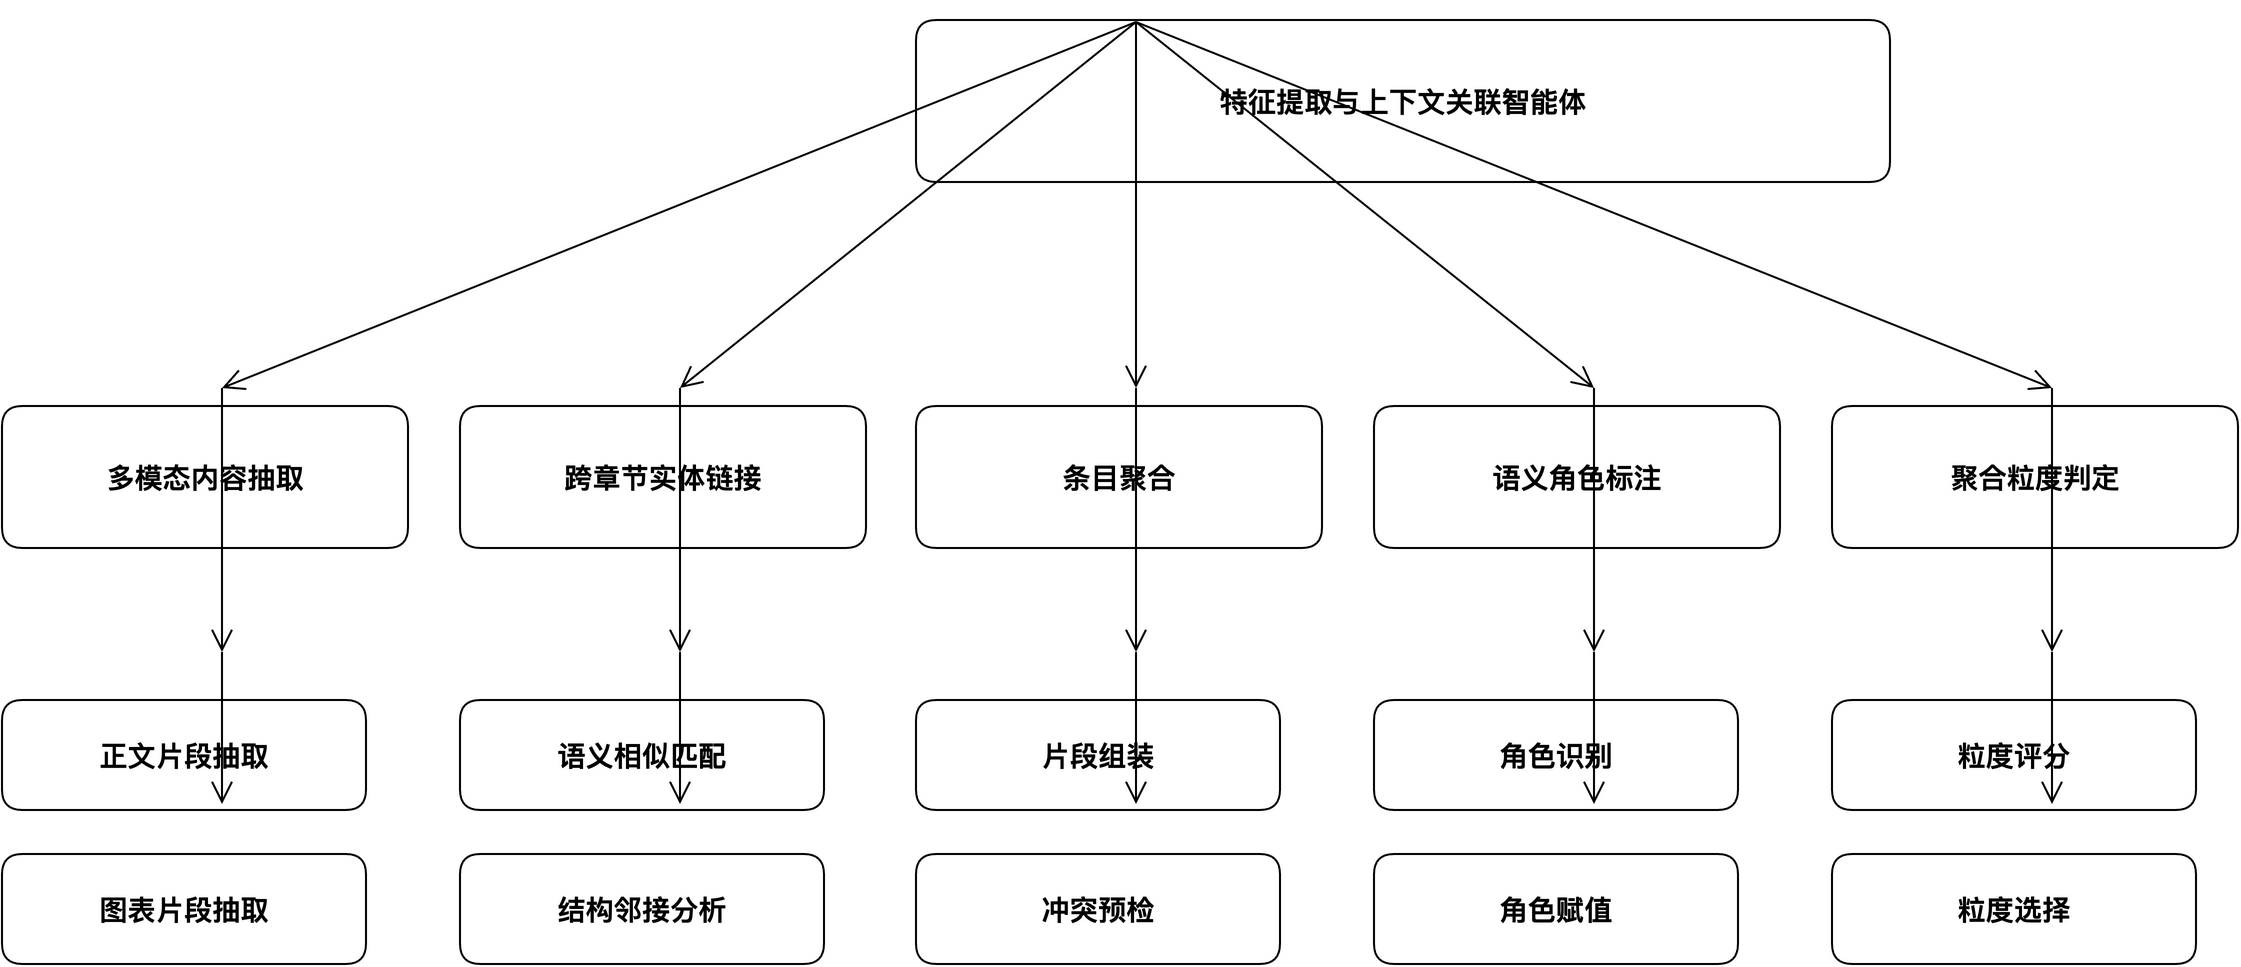 特征提取与上下文关联智能体
多模态内容抽取
跨章节实体链接
条目聚合
语义角色标注
聚合粒度判定
正文片段抽取
语义相似匹配
片段组装
角色识别
粒度评分
图表片段抽取
结构邻接分析
冲突预检
角色赋值
粒度选择